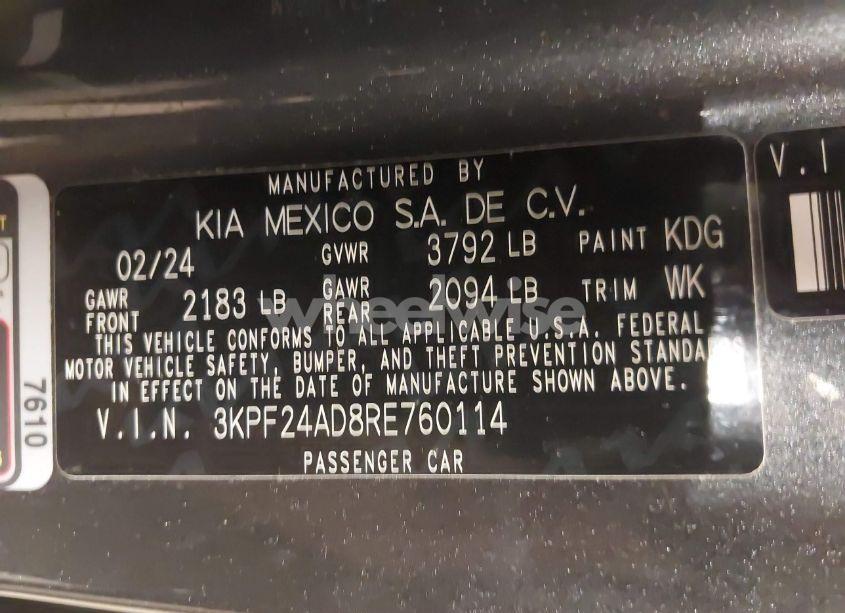 MANUFACTURED BY
KIA MEXICO S.A. DE C.V.
02/24 GVWR 3792 LB PAINT KDG
GAWR FRONT 2183 LB GAWR REAR 2094 LB TRIM WK
THIS VEHICLE CONFORMS TO ALL APPLICABLE U.S.A. FEDERAL
MOTOR VEHICLE SAFETY, BUMPER, AND THEFT PREVENTION STANDA
IN EFFECT ON THE DATE OF MANUFACTURE SHOWN ABOVE.
V.I.N. 3KPF24AD8RE760114
PASSENGER CAR
V.I
7610
wheelwise